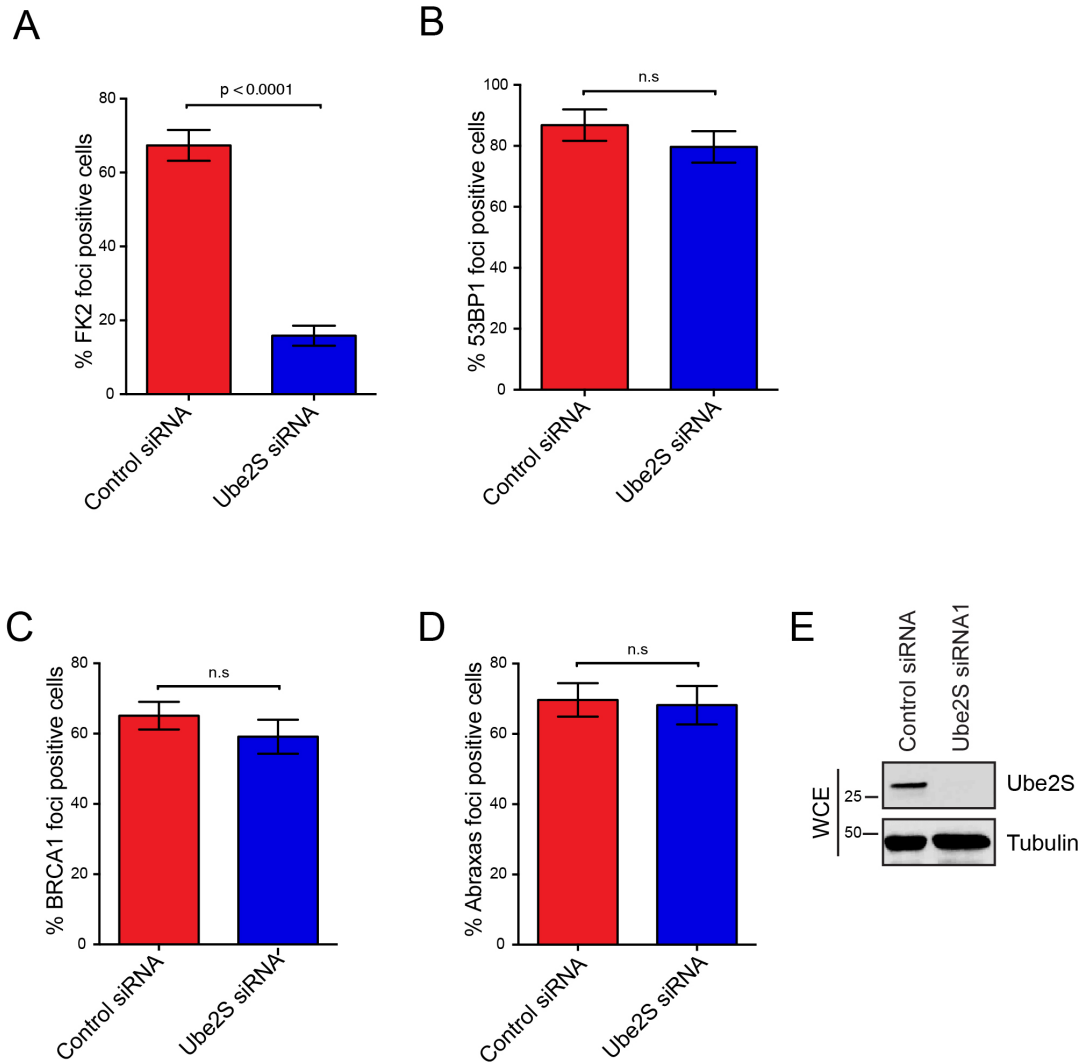 A
p < 0.0001
80
60
40
20
0
% FK2 foci positive cells
Control siRNA
Ube2S siRNA
B
n.s
100
80
60
40
20
0
% 53BP1 foci positive cells
Control siRNA
Ube2S siRNA
C
n.s
80
60
40
20
0
% BRCA1 foci positive cells
Control siRNA
Ube2S siRNA
D
n.s
80
60
40
20
0
% Abraxas foci positive cells
Control siRNA
Ube2S siRNA
E
Control siRNA
Ube2S siRNA1
WCE
25
Ube2S
50
Tubulin